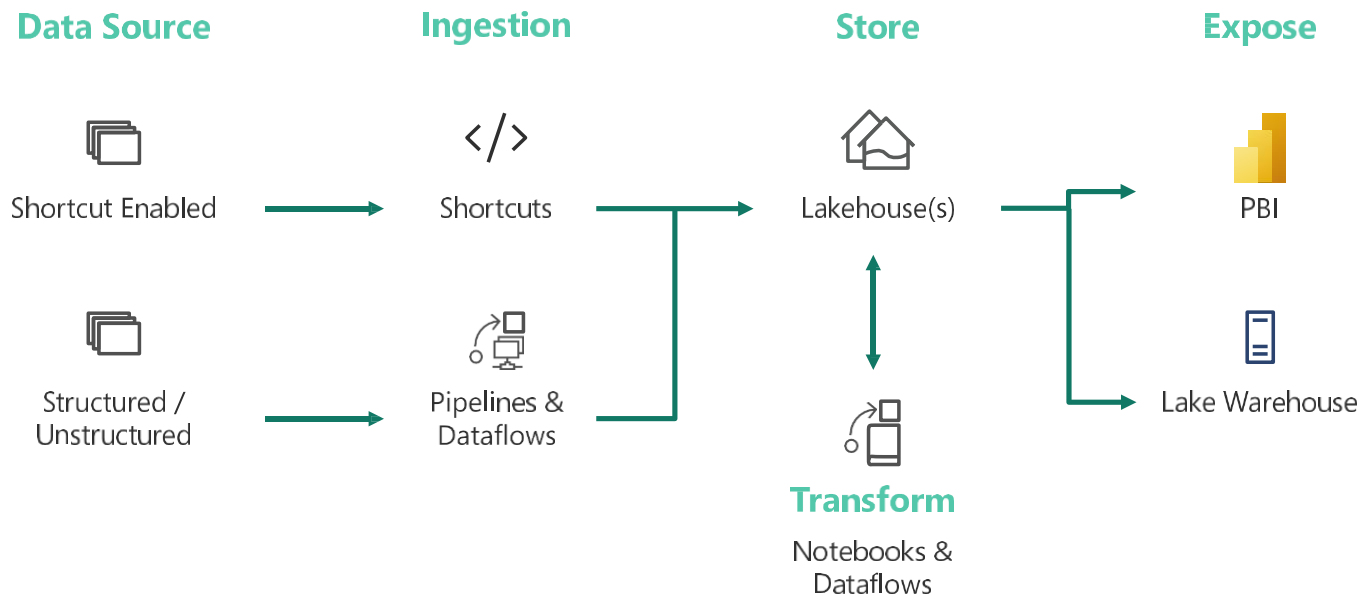 Data Source
Ingestion
Store
Expose
Shortcut Enabled
Shortcuts
Lakehouse(s)
PBI
Structured /
Unstructured
Pipelines &
Dataflows
Lake Warehouse
Transform
Notebooks &
Dataflows